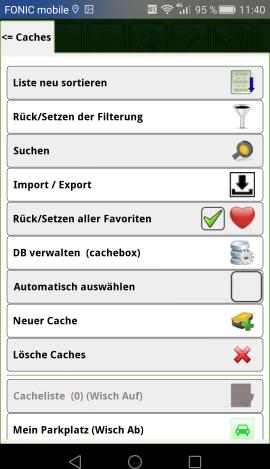 FONIC mobile 95 % 11:40
<= Caches
Liste neu sortieren
Rück/Setzen der Filterung
Suchen
Import / Export
Rück/Setzen aller Favoriten
DB verwalten (cachebox)
Automatisch auswählen
Neuer Cache
Lösche Caches
Cacheliste (0) (Wisch Auf)
Mein Parkplatz (Wisch Ab)